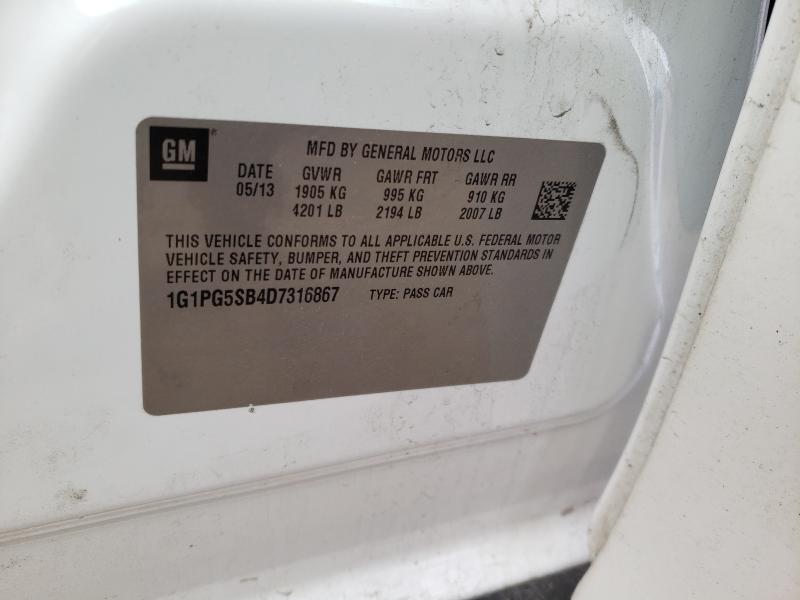 GM
MFD BY GENERAL MOTORS LLC
DATE GVWR GAWR FRT GAWR RR
05/13 1905 KG 995 KG 910 KG
4201 LB 2194 LB 2007 LB
THIS VEHICLE CONFORMS TO ALL APPLICABLE U.S. FEDERAL MOTOR
VEHICLE SAFETY, BUMPER, AND THEFT PREVENTION STANDARDS IN
EFFECT ON THE DATE OF MANUFACTURE SHOWN ABOVE.
1G1PG5SB4D7316867 TYPE: PASS CAR